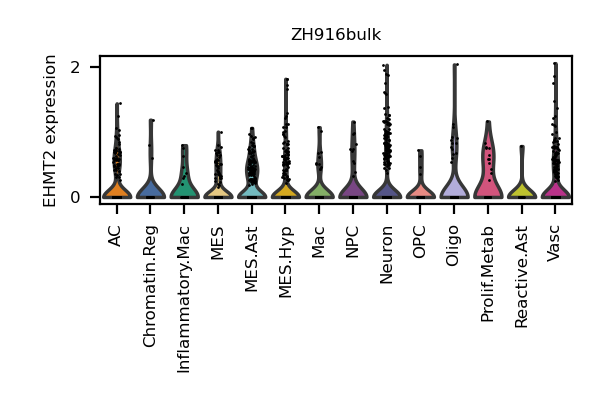 ZH916bulk
EHMT2 expression
2
0
AC
Chromatin.Reg
Inflammatory.Mac
MES
MES.Ast
MES.Hyp
Mac
NPC
Neuron
OPC
Oligo
Prolif.Metab
Reactive.Ast
Vasc